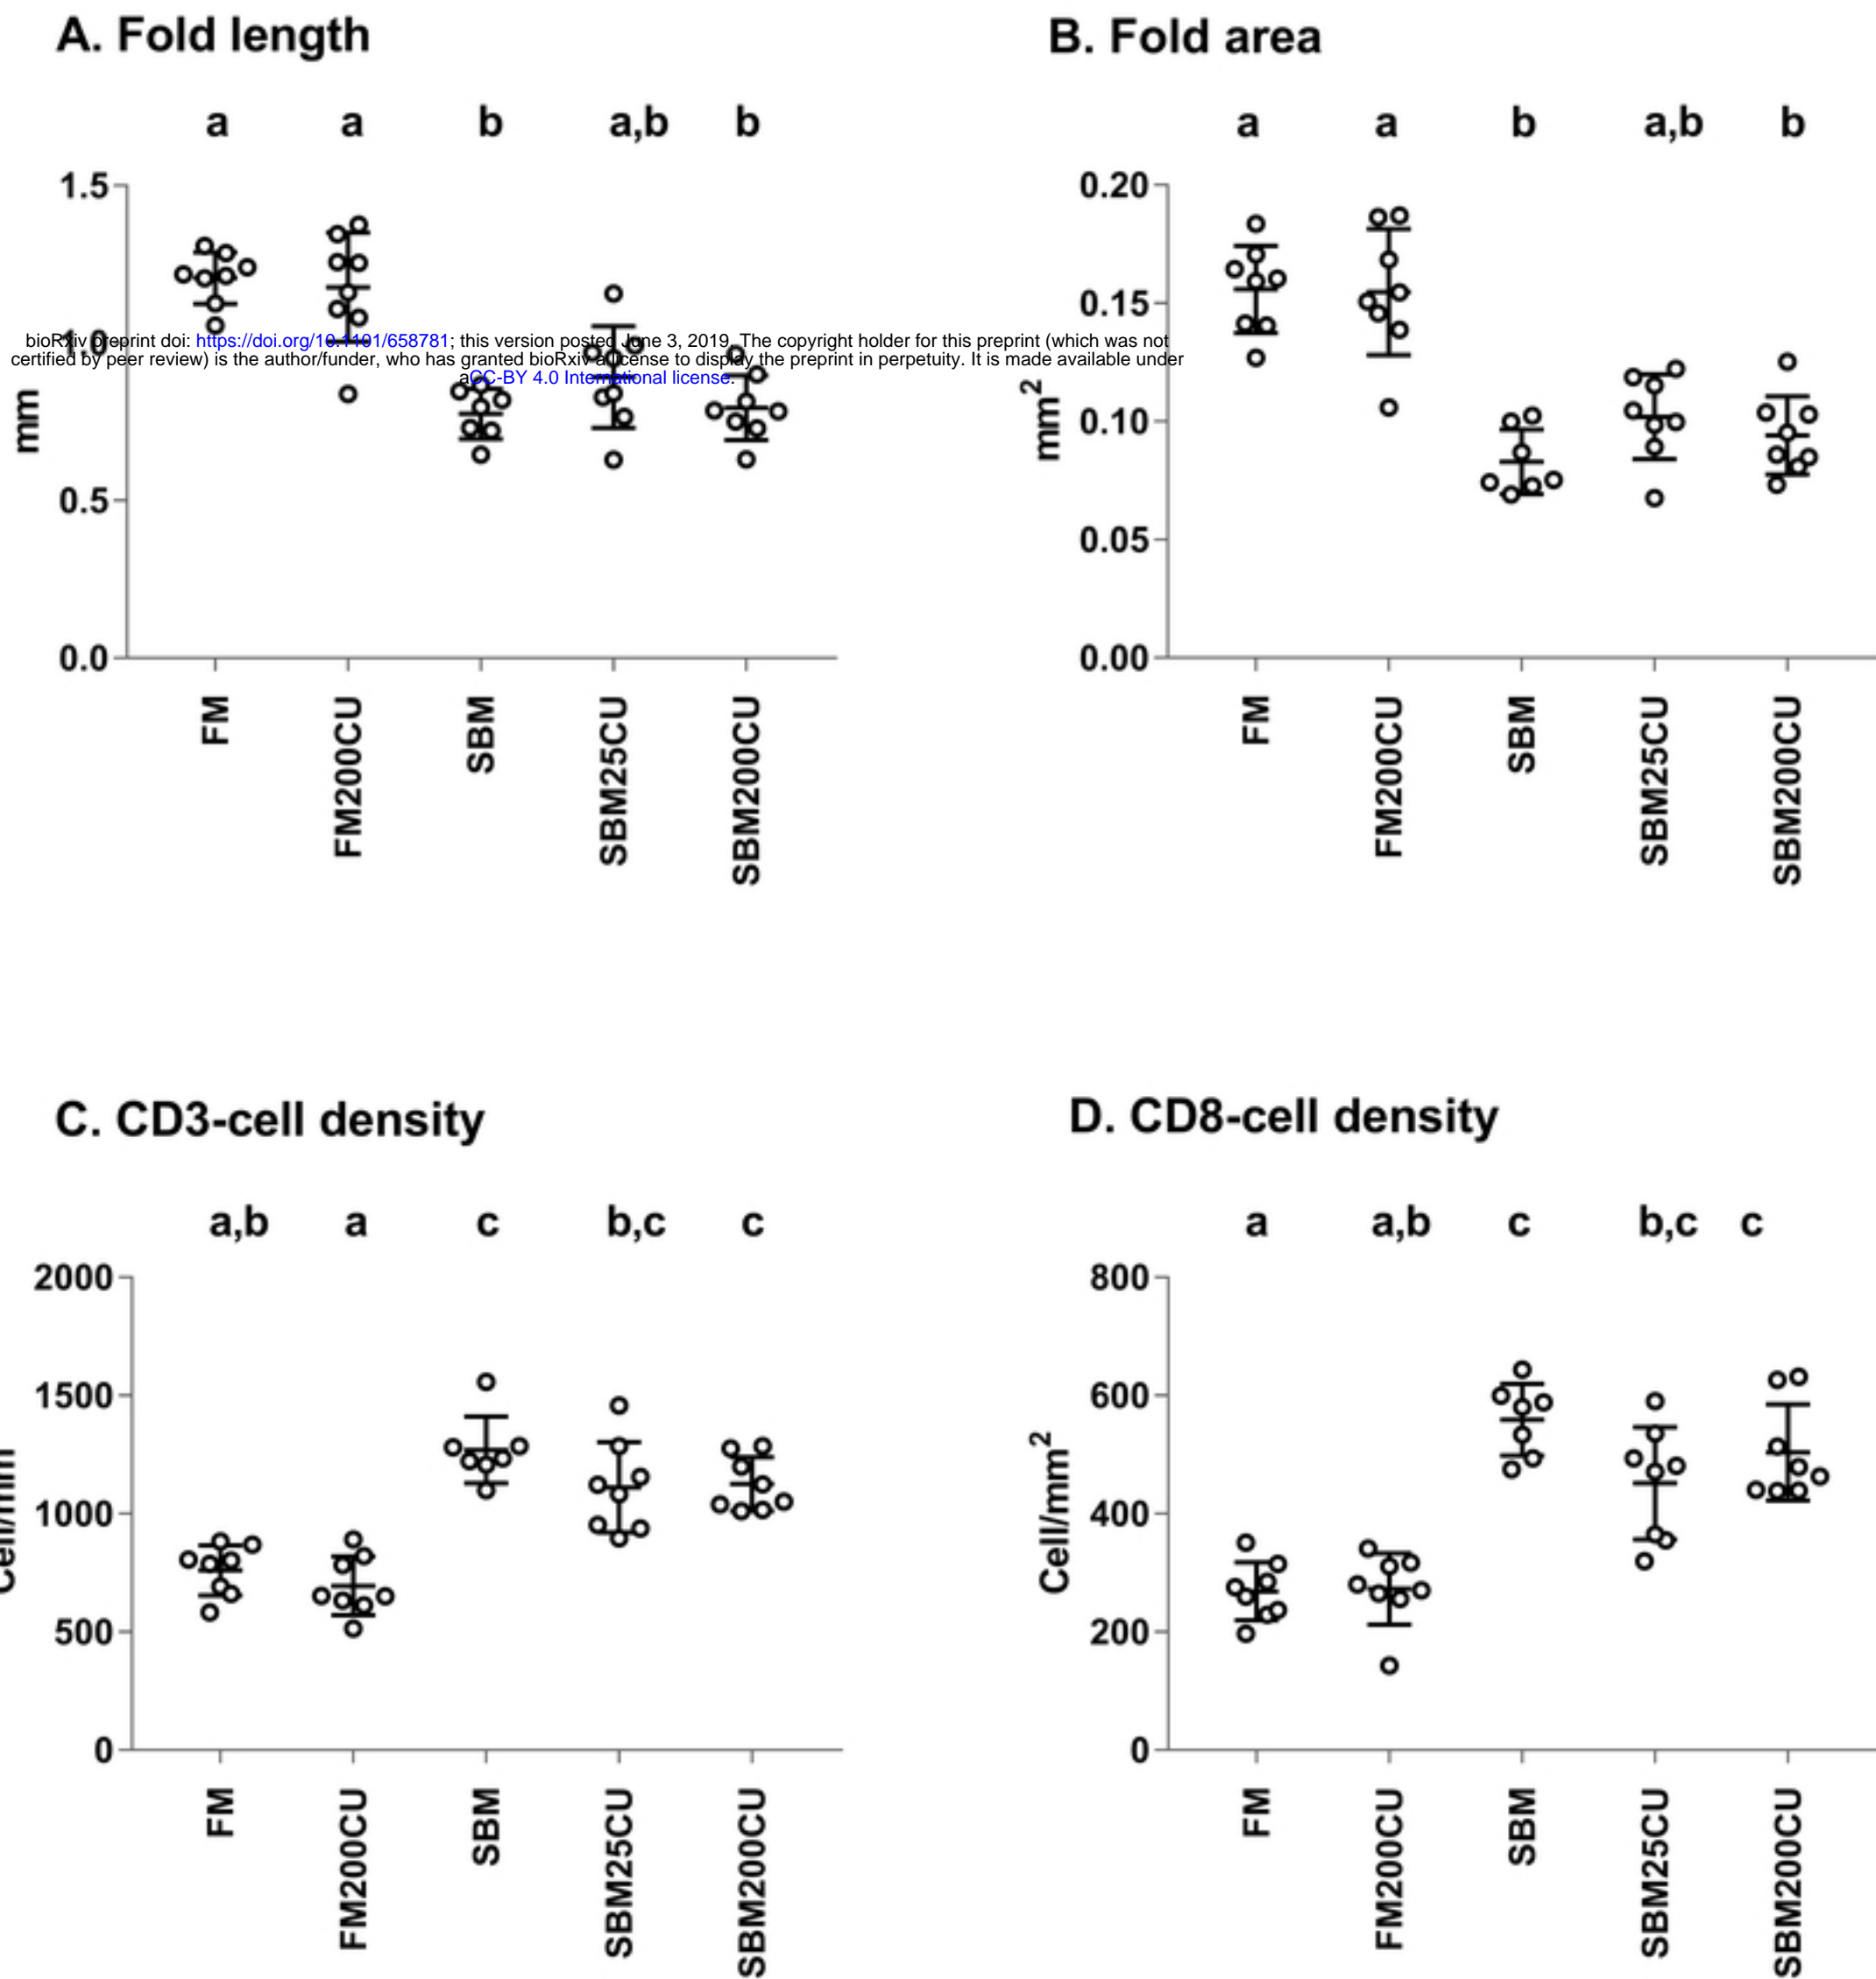 A. Fold length
a a b a,b b
1.5
1.0
0.5
0.0
mm
FM FM200CU SBM SBM25CU SBM200CU
B. Fold area
a a b a,b b
0.20
0.15
0.10
0.05
0.00
mm2
FM FM200CU SBM SBM25CU SBM200CU
bioRxiv preprint doi: https://doi.org/10.1101/658781; this version posted June 3, 2019. The copyright holder for this preprint (which was not
certified by peer review) is the author/funder, who has granted bioRxiv a license to display the preprint in perpetuity. It is made available under
aCC-BY 4.0 International license.
C. CD3-cell density
a,b a c b,c c
2000
1500
1000
500
0
FM FM200CU SBM SBM25CU SBM200CU
D. CD8-cell density
a a,b c b,c c
800
600
400
200
0
Cell/mm2
FM FM200CU SBM SBM25CU SBM200CU